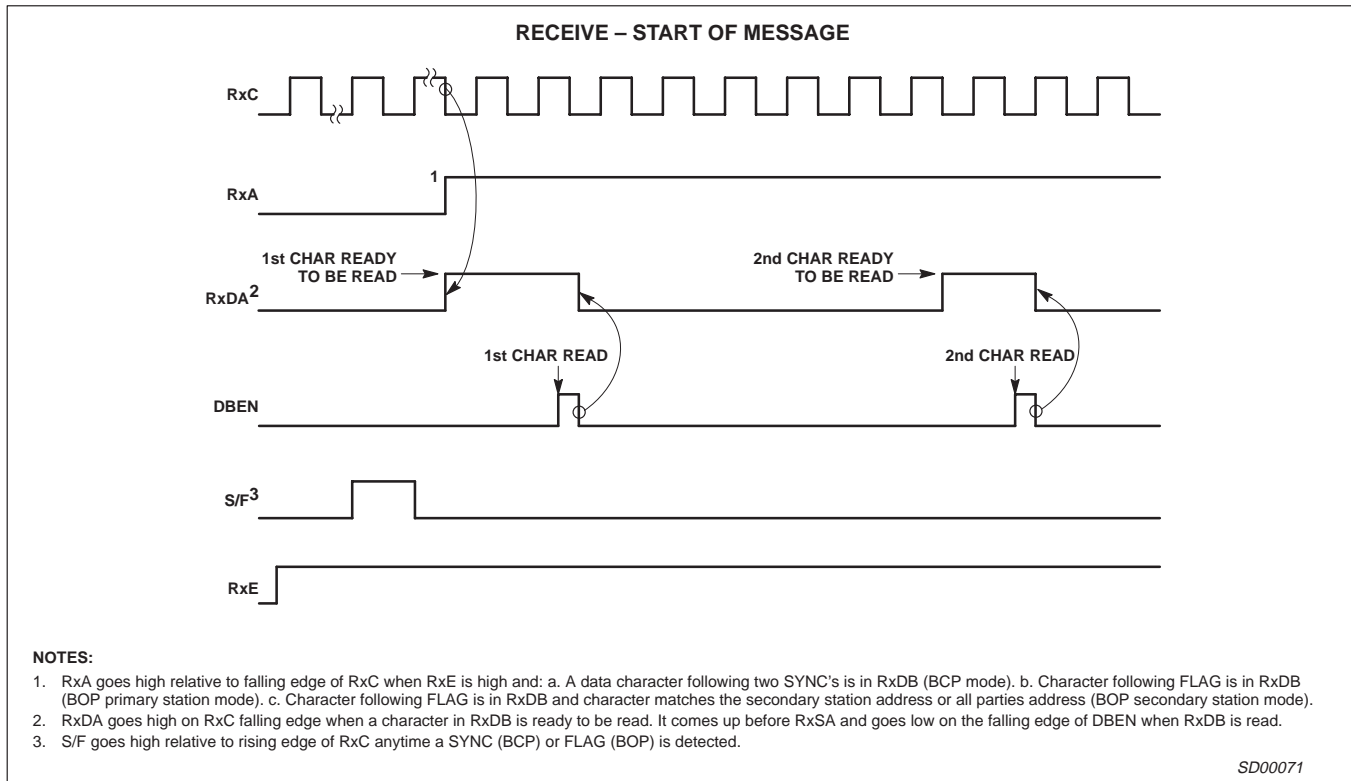 RECEIVE – START OF MESSAGE
RxC
1
RxA
1st CHAR READY
TO BE READ
2nd CHAR READY
TO BE READ
RxDA2
1st CHAR READ
2nd CHAR READ
DBEN
S/F3
RxE
NOTES:
1. RxA goes high relative to falling edge of RxC when RxE is high and: a. A data character following two SYNC's is in RxDB (BCP mode). b. Character following FLAG is in RxDB
(BOP primary station mode). c. Character following FLAG is in RxDB and character matches the secondary station address or all parties address (BOP secondary station mode).
2. RxDA goes high on RxC falling edge when a character in RxDB is ready to be read. It comes up before RxSA and goes low on the falling edge of DBEN when RxDB is read.
3. S/F goes high relative to rising edge of RxC anytime a SYNC (BCP) or FLAG (BOP) is detected.
SD00071